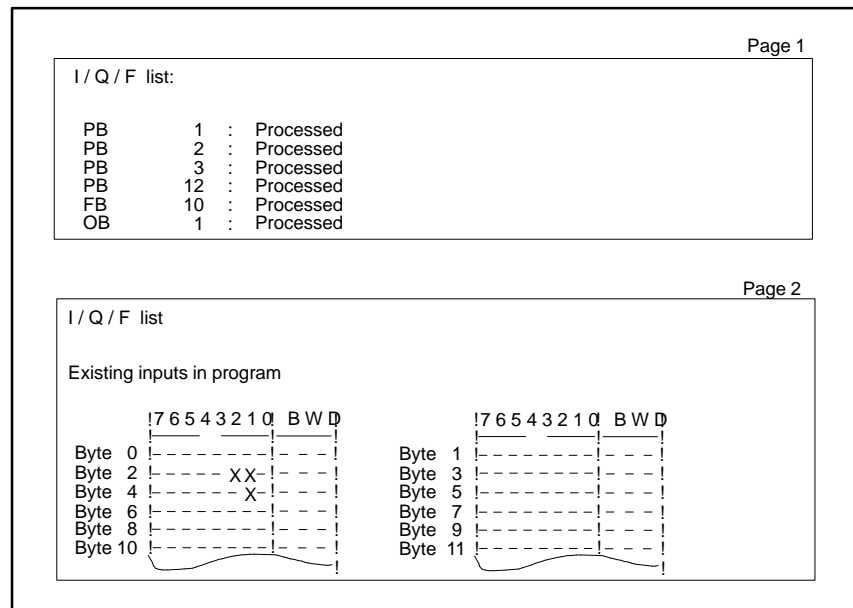 Page 1
I / Q / F list:
PB 1 : Processed
PB 2 : Processed
PB 3 : Processed
PB 12 : Processed
FB 10 : Processed
OB 1 : Processed
Page 2
I / Q / F list
Existing inputs in program
!7 6 5 4 3 2 1 0! B W D! !7 6 5 4 3 2 1 0! B W D!
Byte 0 !- - - - - - - -!- - -! Byte 1 !- - - - - - - -!- - -!
Byte 2 !- - - - - X X -!- - -! Byte 3 !- - - - - - - -!- - -!
Byte 4 !- - - - - - X -!- - -! Byte 5 !- - - - - - - -!- - -!
Byte 6 !- - - - - - - -!- - -! Byte 7 !- - - - - - - -!- - -!
Byte 8 !- - - - - - - -!- - -! Byte 9 !- - - - - - - -!- - -!
Byte 10 !- - - - - - - -!- - -! Byte 11 !- - - - - - - -!- - -!